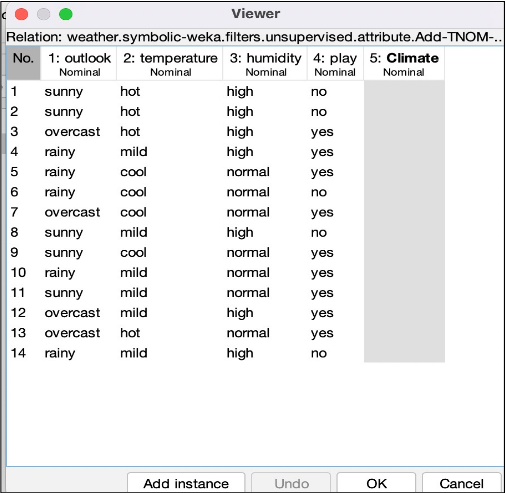 Viewer
Relation: weather.symbolic-weka.filters.unsupervised.attribute.Add-TNOM-...
No. 1: outlook 2: temperature 3: humidity 4: play 5: Climate
Nominal Nominal Nominal Nominal Nominal
1 sunny hot high no
2 sunny hot high no
3 overcast hot high yes
4 rainy mild high yes
5 rainy cool normal yes
6 rainy cool normal no
7 overcast cool normal yes
8 sunny mild high no
9 sunny cool normal yes
10 rainy mild normal yes
11 sunny mild normal yes
12 overcast mild high yes
13 overcast hot normal yes
14 rainy mild high no
Add instance Undo OK Cancel